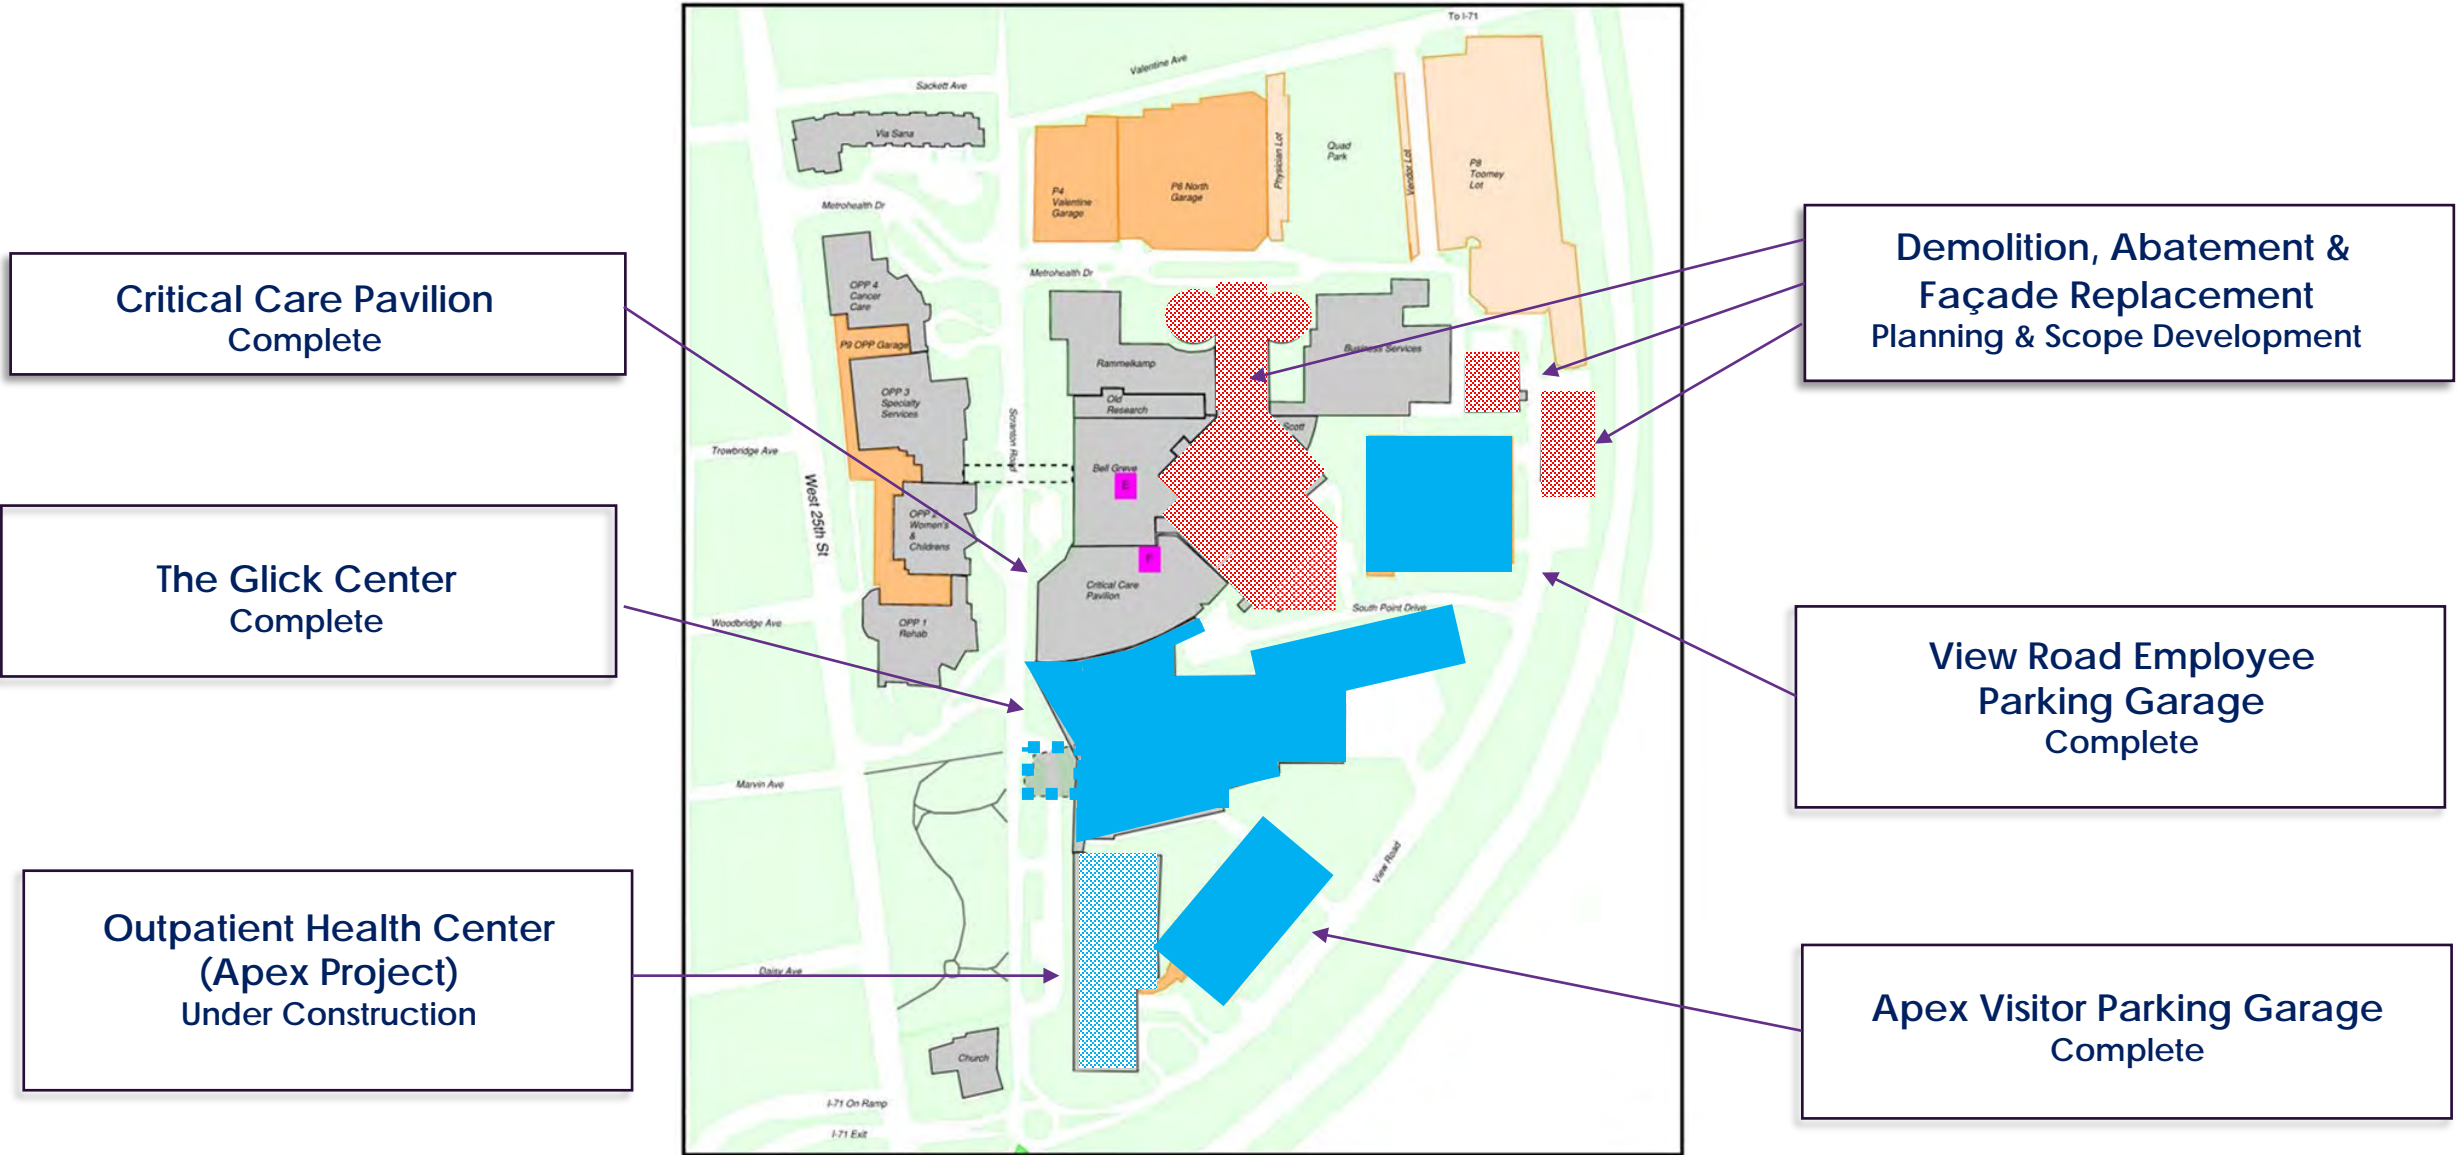 To I-71
Valentine Ave
Sackett Ave
Via Sana
Physician Lot
Quad
Park
Vendor Lot
P8
Toomey
Lot
P4
Valentine
Garage
P6 North
Garage
Metrohealth Dr
Metrohealth Dr
Demolition, Abatement &
Façade Replacement
Planning & Scope Development
Critical Care Pavilion
Complete
OPP 4
Cancer
Care
P9 OPP Garage
Rammelkamp
Business Services
OPP 3
Specialty
Services
Old
Research
Scranton Road
Scott
Trowbridge Ave
West 25th St
Bell Greve
E
OPP 2
Women's
&
Childrens
F
Critical Care
Pavilion
South Point Drive
The Glick Center
Complete
Woodbridge Ave
OPP 1
Rehab
View Road Employee
Parking Garage
Complete
Marvin Ave
View Road
Outpatient Health Center
(Apex Project)
Under Construction
Daisy Ave
Apex Visitor Parking Garage
Complete
Church
I-71 On Ramp
I-71 Exit